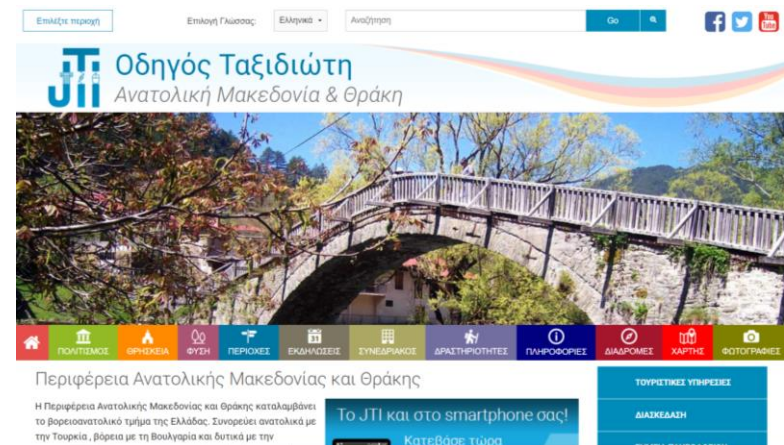 Επιλέξτε περιοχή
Επιλογή Γλώσσας:
Ελληνικά
Αναζήτηση
Go
You Tube
JTI
Οδηγός Ταξιδιώτη
Ανατολική Μακεδονία & Θράκη
ΠΟΛΙΤΙΣΜΟΣ
ΘΡΗΣΚΕΙΑ
ΦΥΣΗ
ΠΕΡΙΟΧΕΣ
ΕΚΔΗΛΩΣΕΙΣ
ΣΥΝΕΔΡΙΑΚΟΣ
ΔΡΑΣΤΗΡΙΟΤΗΤΕΣ
ΠΛΗΡΟΦΟΡΙΕΣ
ΔΙΑΔΡΟΜΕΣ
ΧΑΡΤΗΣ
ΦΩΤΟΓΡΑΦΙΕΣ
Περιφέρεια Ανατολικής Μακεδονίας και Θράκης
Η Περιφέρεια Ανατολικής Μακεδονίας και Θράκης καταλαμβάνει
το βορειοανατολικό τμήμα της Ελλάδας. Συνορεύει ανατολικά με
την Τουρκία , βόρεια με τη Βουλγαρία και δυτικά με την
Το JTI και στο smartphone σας!
Κατεβάσε τώρα
ΤΟΥΡΙΣΤΙΚΕΣ ΥΠΗΡΕΣΙΕΣ
ΔΙΑΣΚΕΔΑΣΗ